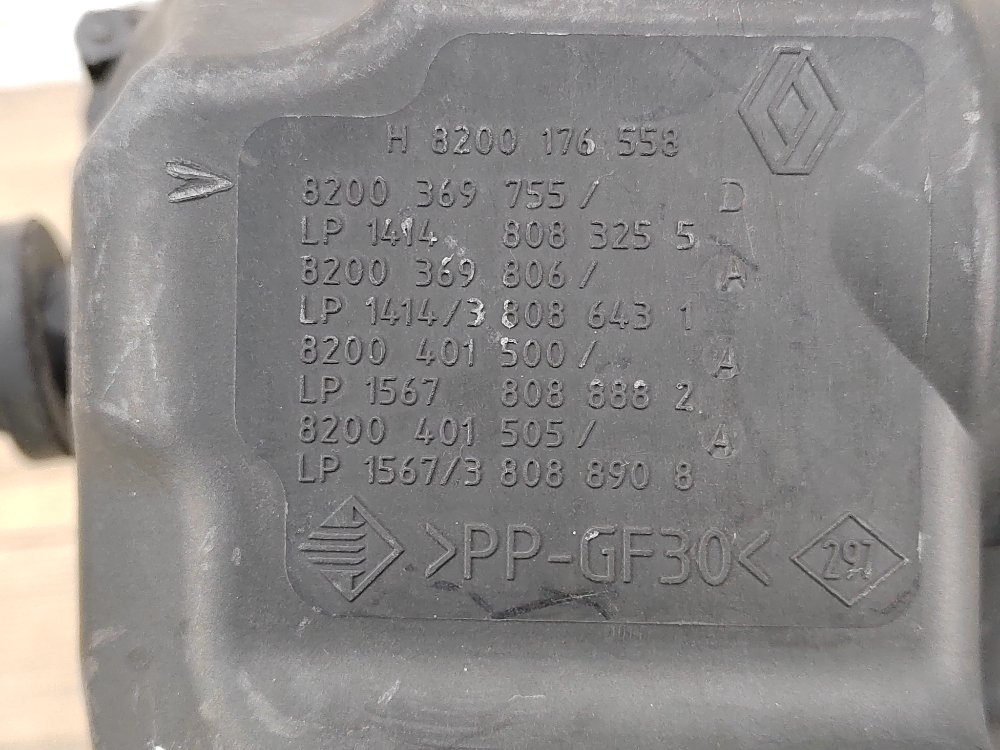 H 8200 176 558
8200 369 755/ D
LP 1414 808 325 5
8200 369 806/ A
LP 1414/3 808 643 1
8200 401 500/ A
LP 1567 808 888 2
8200 401 505/ A
LP 1567/3 808 890 8
>PP-GF30<
297